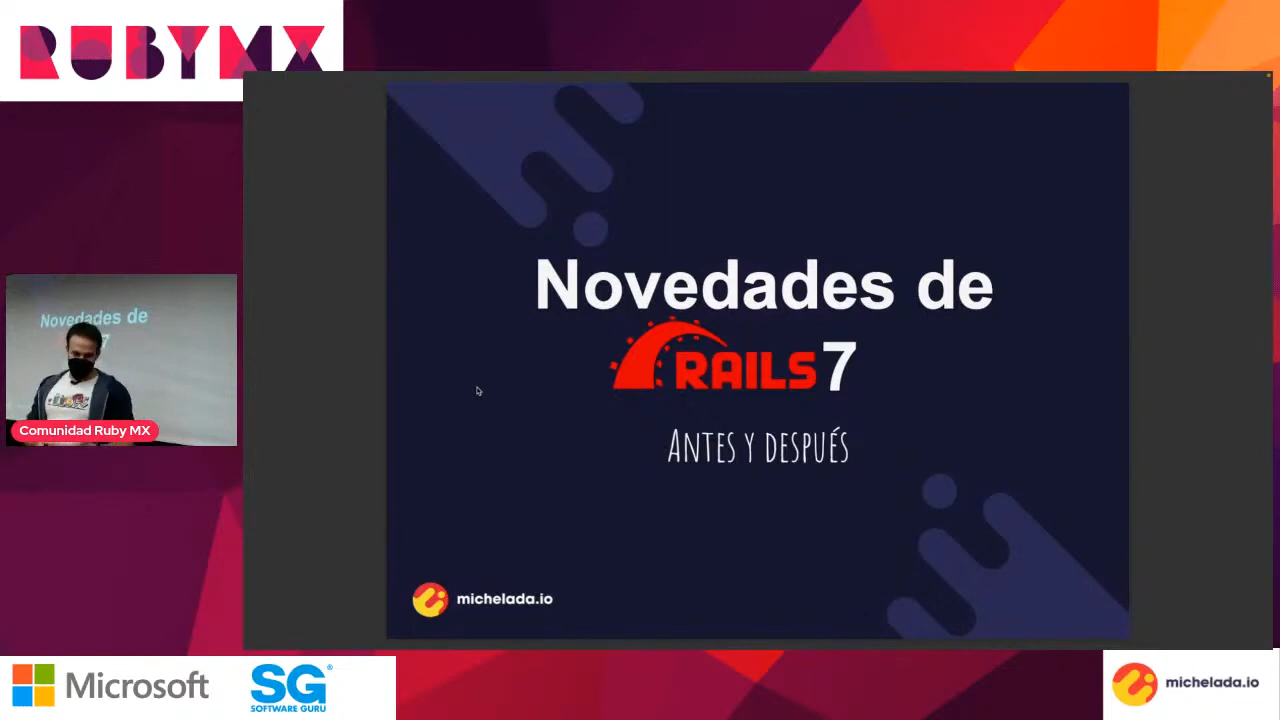 RUBYMX
Novedades de
RAILS 7
Antes y después
michelada.io
Novedades de
7
Comunidad Ruby MX
Microsoft
SG®
SOFTWARE GURU
michelada.io